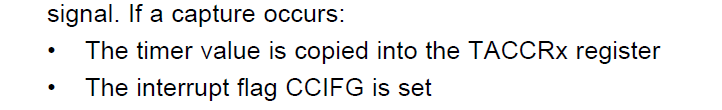 signal. If a capture occurs:
• The timer value is copied into the TACCRx register
• The interrupt flag CCIFG is set